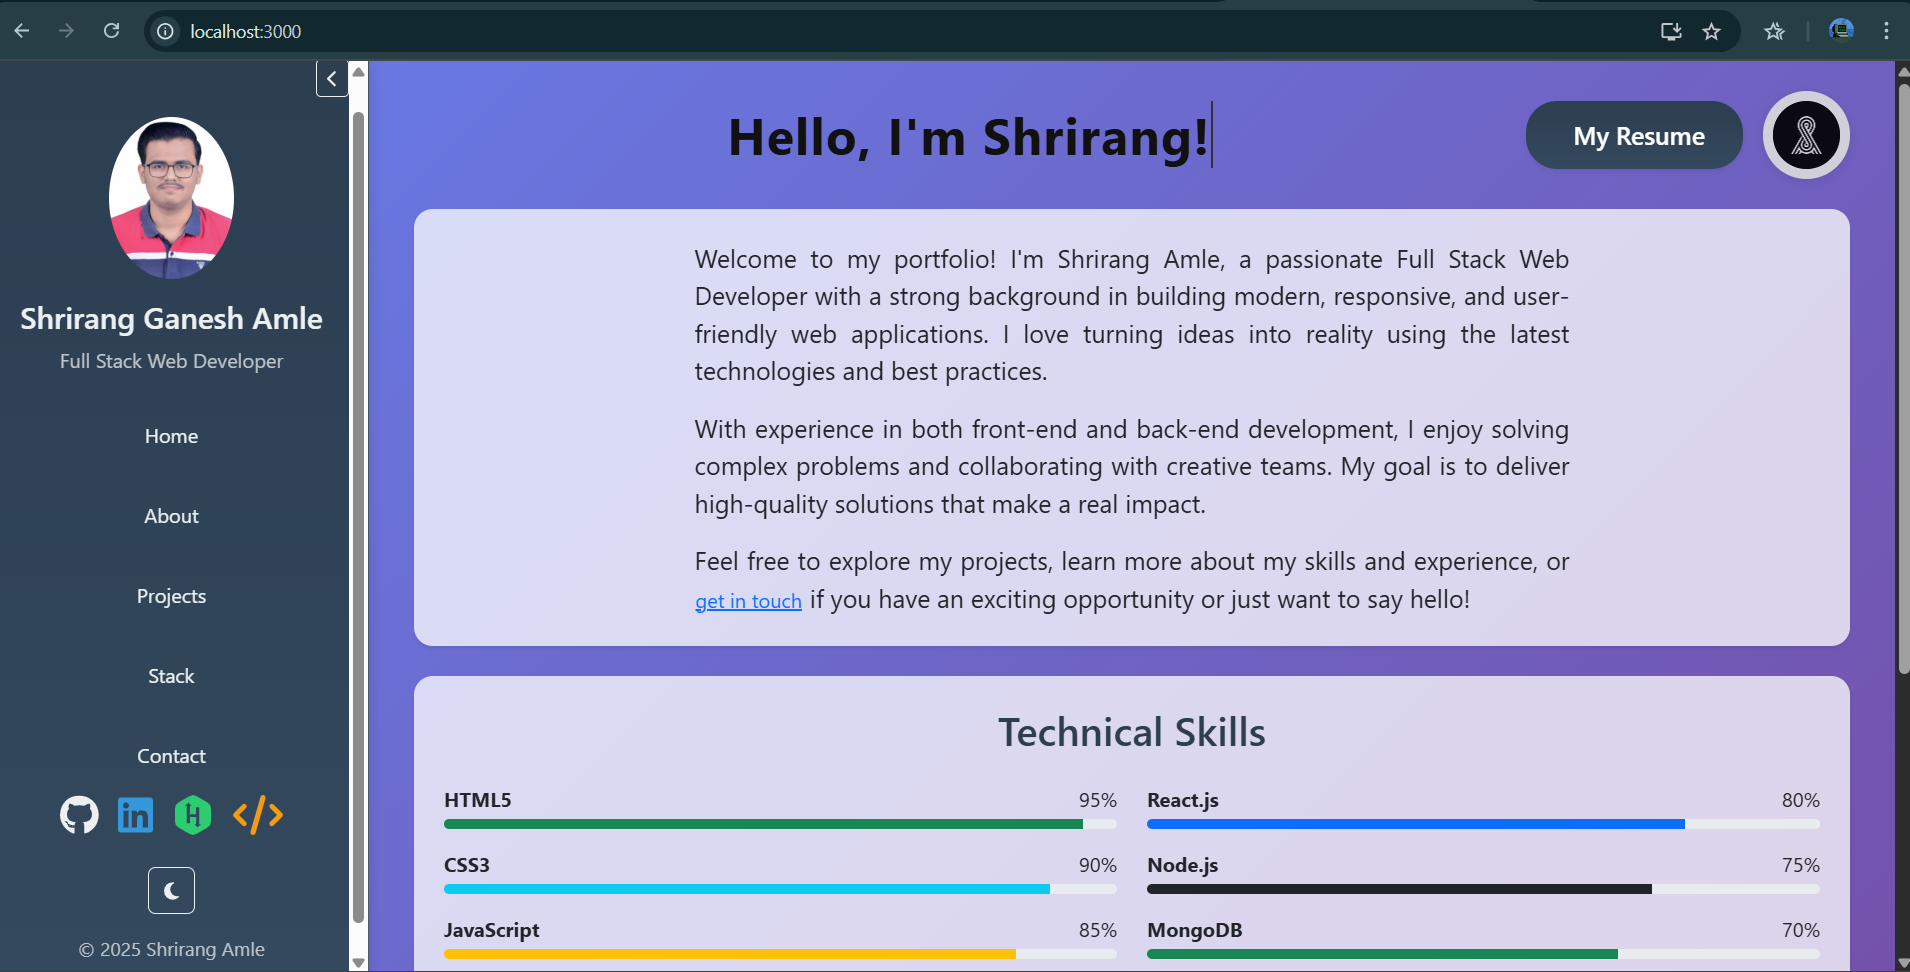 localhost:3000
Shrirang Ganesh Amle
Full Stack Web Developer
Home
About
Projects
Stack
Contact
in
H
</>
© 2025 Shrirang Amle
Hello, I'm Shrirang!
My Resume
Welcome to my portfolio! I'm Shrirang Amle, a passionate Full Stack Web
Developer with a strong background in building modern, responsive, and user-
friendly web applications. I love turning ideas into reality using the latest
technologies and best practices.
With experience in both front-end and back-end development, I enjoy solving
complex problems and collaborating with creative teams. My goal is to deliver
high-quality solutions that make a real impact.
Feel free to explore my projects, learn more about my skills and experience, or
get in touch if you have an exciting opportunity or just want to say hello!
Technical Skills
HTML5 95%
React.js 80%
CSS3 90%
Node.js 75%
JavaScript 85%
MongoDB 70%